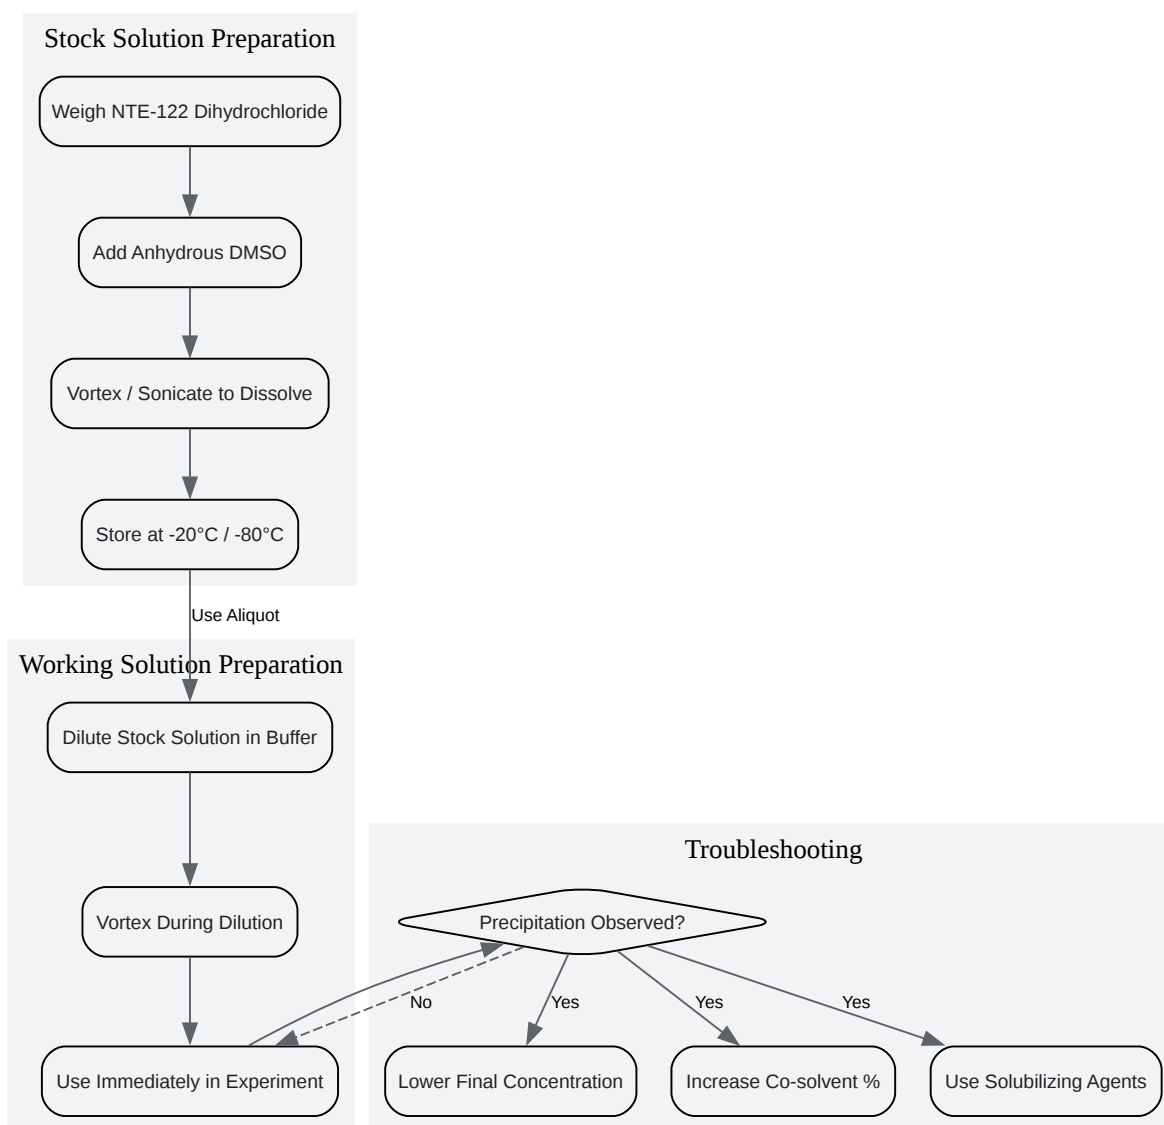 Stock Solution Preparation
Weigh NTE-122 Dihydrochloride
Add Anhydrous DMSO
Vortex / Sonicate to Dissolve
Store at -20°C / -80°C
Use Aliquot
Working Solution Preparation
Dilute Stock Solution in Buffer
Vortex During Dilution
Use Immediately in Experiment
Troubleshooting
Precipitation Observed?
No
Yes
Yes
Yes
Lower Final Concentration
Increase Co-solvent %
Use Solubilizing Agents